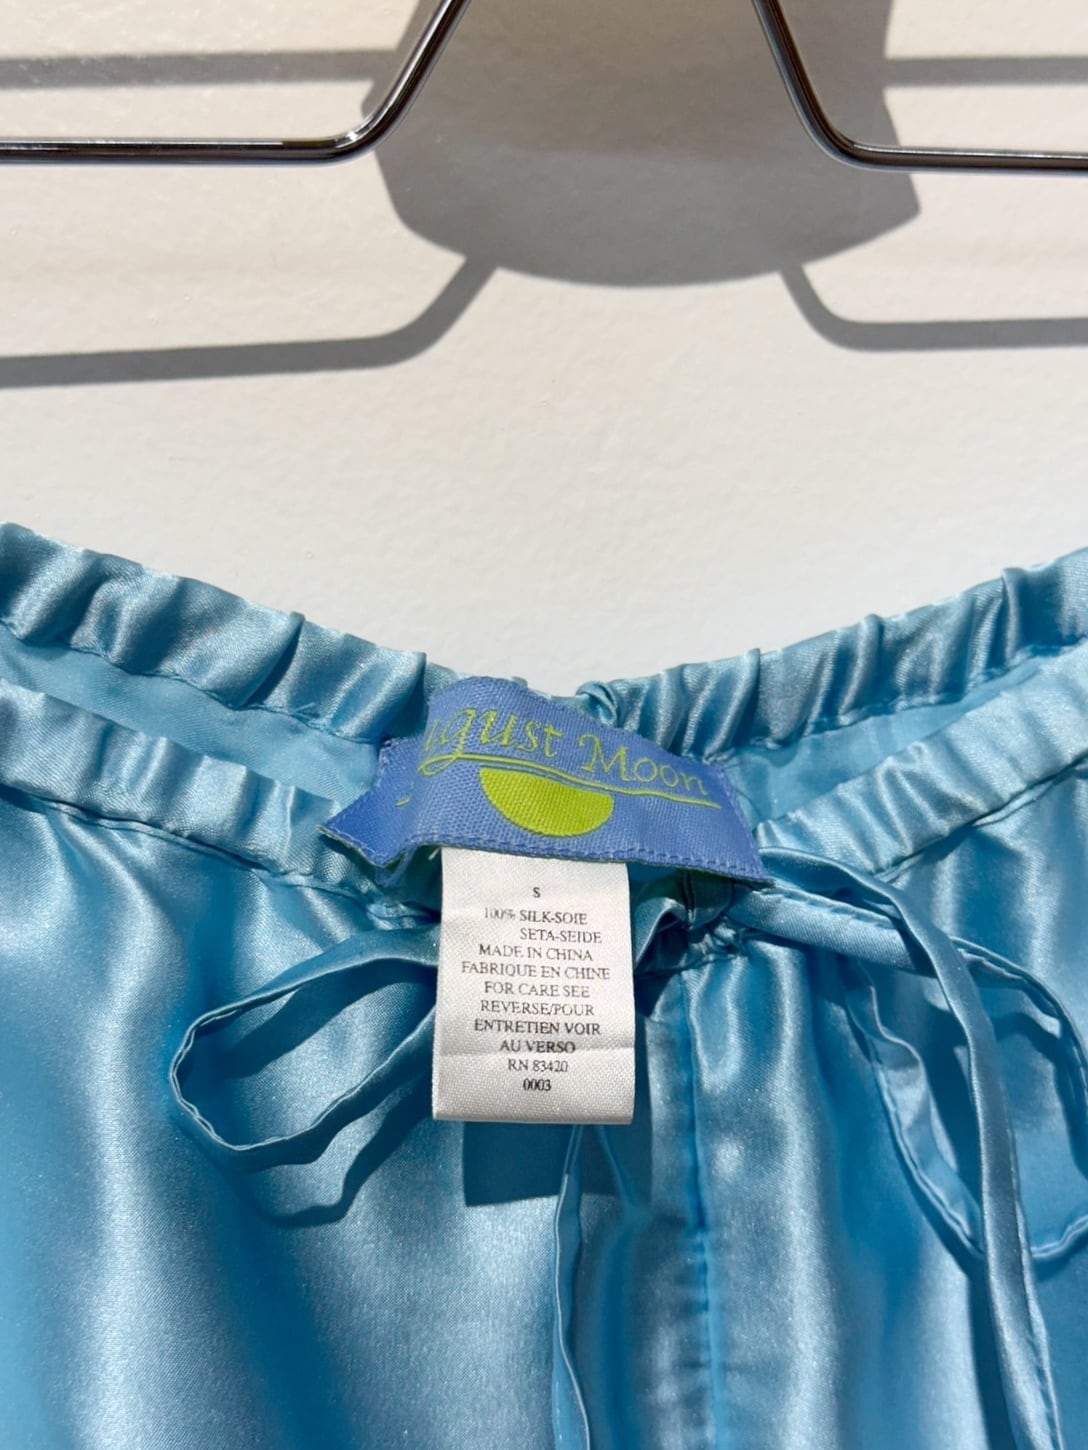 ugust Moon
S
100% SILK-SOIE
SETA-SEIDE
MADE IN CHINA
FABRIQUE EN CHINE
FOR CARE SEE
REVERSE/POUR
ENTRETIEN VOIR
AU VERSO
RN 83420
0003